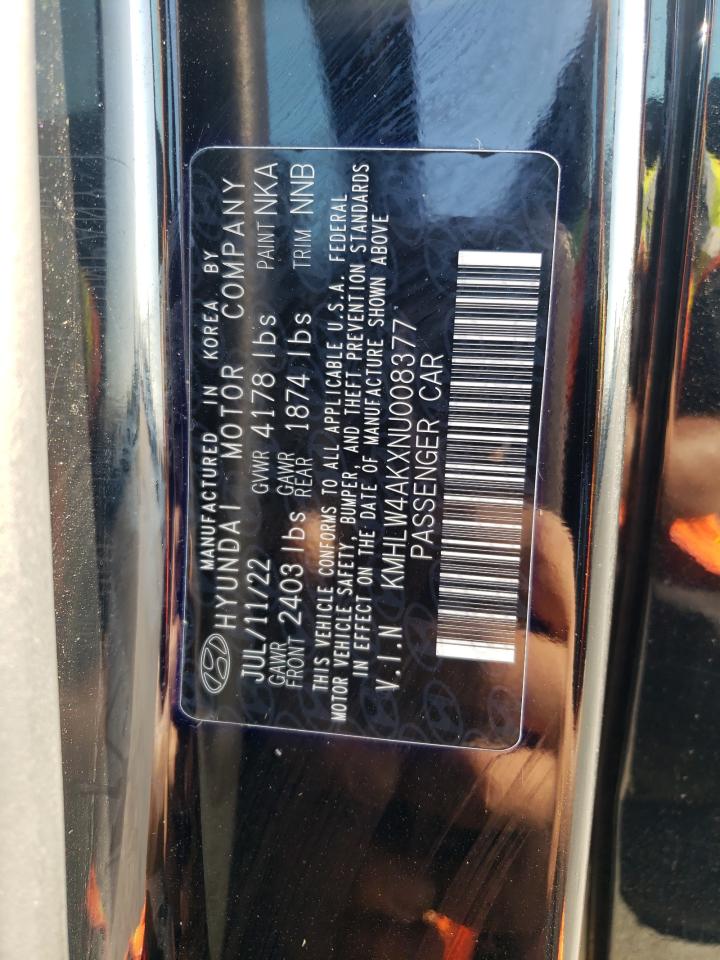 MANUFACTURED IN KOREA BY
HYUNDAI MOTOR COMPANY
JUL/11/22 GVWR 4178 lbs PAINT NKA
GAWR FRONT 2403 lbs GAWR REAR 1874 lbs TRIM NNB
THIS VEHICLE CONFORMS TO ALL APPLICABLE U.S.A. FEDERAL
MOTOR VEHICLE SAFETY, BUMPER, AND THEFT PREVENTION STANDARDS
IN EFFECT ON THE DATE OF MANUFACTURE SHOWN ABOVE
V.I.N KMHLW4AKXNU008377
PASSENGER CAR